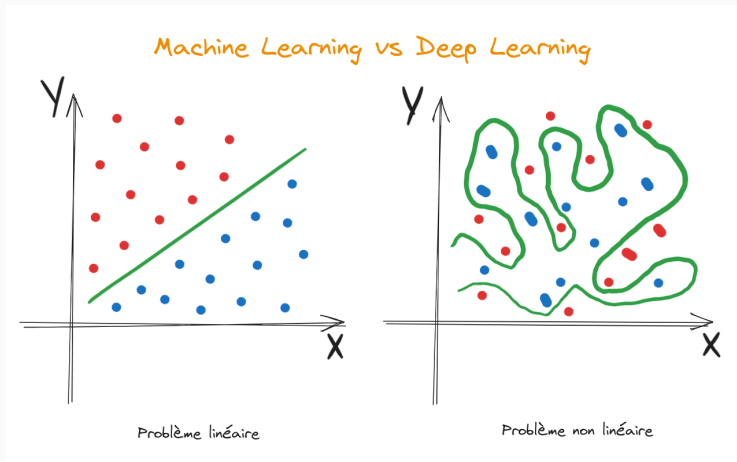 Machine Learning vs Deep Learning
Y
X
Problème linéaire
Y
X
Problème non linéaire